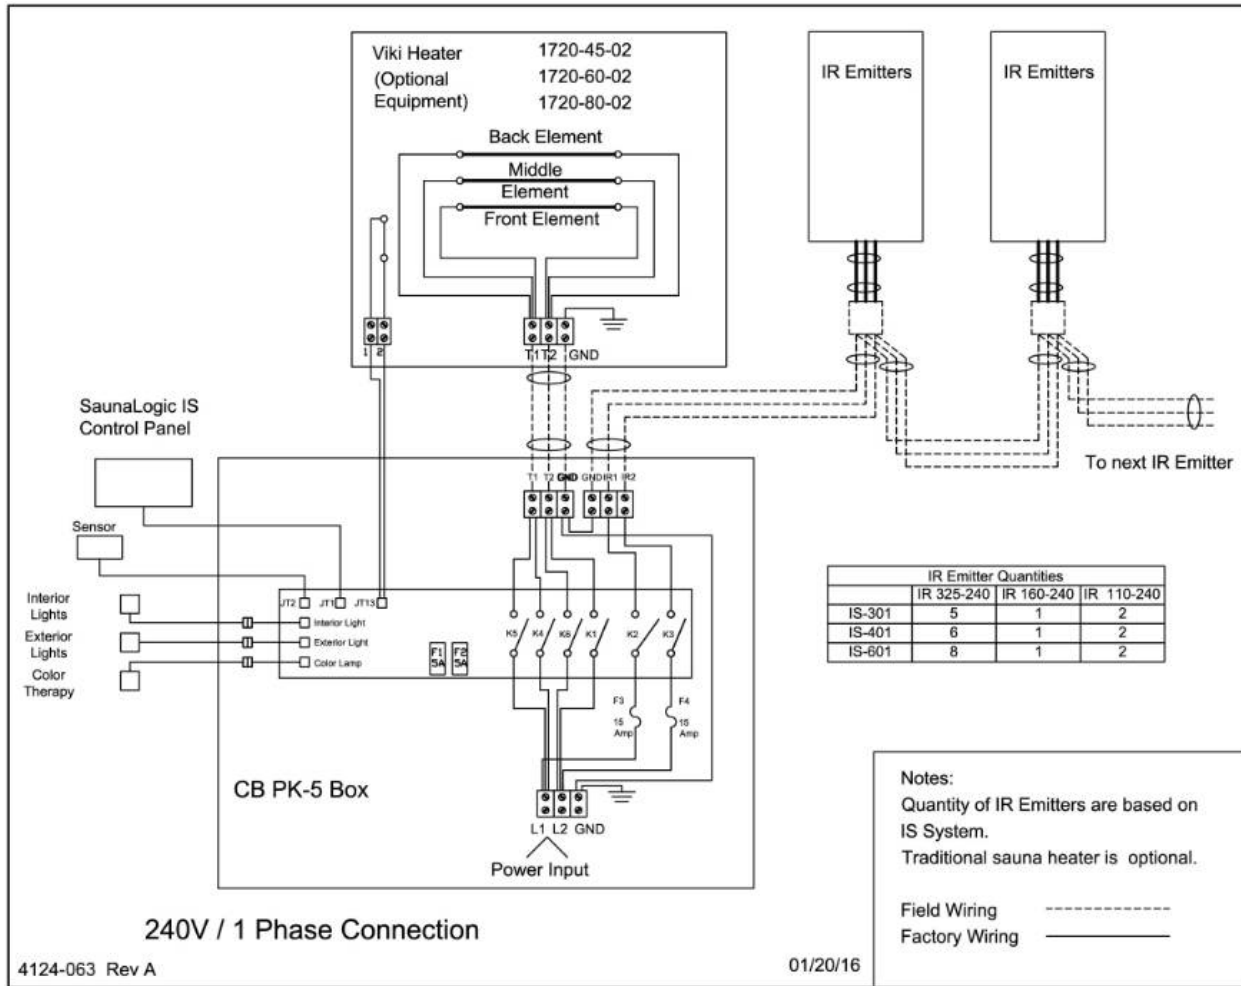 Viki Heater 1720-45-02
(Optional 1720-60-02
Equipment) 1720-80-02
Back Element
Middle
Element
Front Element
1 2
T1 T2 GND
IR Emitters
IR Emitters
To next IR Emitter
SaunaLogic IS
Control Panel
Sensor
Interior
Lights
Exterior
Lights
Color
Therapy
T1 T2 GND GND IR1 IR2
JT2 JT1 JT13
Interior Light
Exterior Light
Color Lamp
F1
5A
F2
5A
K5 K4 K6 K1 K2 K3
F3
15
Amp
F4
15
Amp
CB PK-5 Box
L1 L2 GND
Power Input
IR Emitter Quantities
IR 325-240 IR 160-240 IR 110-240
IS-301 5 1 2
IS-401 6 1 2
IS-601 8 1 2
Notes:
Quantity of IR Emitters are based on
IS System.
Traditional sauna heater is optional.
Field Wiring
Factory Wiring
240V / 1 Phase Connection
4124-063 Rev A
01/20/16